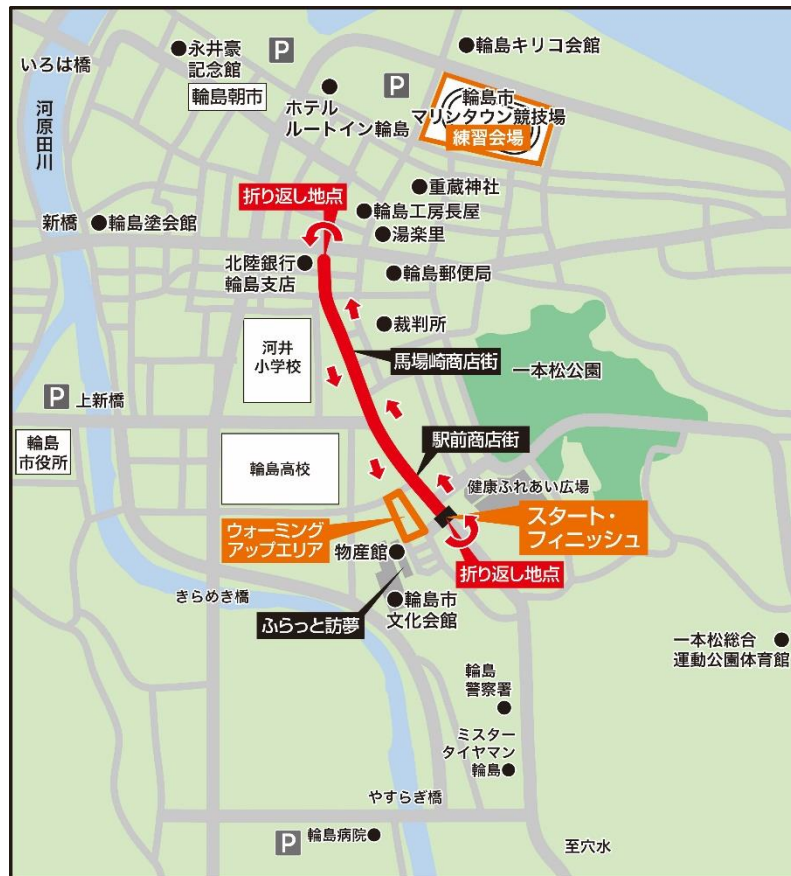 輪島キリコ会館
永井豪
記念館
P
いろは橋
輪島朝市
P
ホテル
ルートイン輪島
輪島市
マリンタウン競技場
練習会場
河原田川
折り返し地点
重蔵神社
輪島工房長屋
湯楽里
新橋
輪島塗会館
北陸銀行
輪島支店
輪島郵便局
裁判所
河井
小学校
馬場崎商店街
一本松公園
P
上新橋
輪島
市役所
輪島高校
駅前商店街
健康ふれあい広場
ウォーミング
アップエリア
スタート・
フィニッシュ
物産館
折り返し地点
きらめき橋
ふらっと訪夢
輪島市
文化会館
一本松総合
運動公園体育館
輪島
警察署
ミスター
タイヤマン
輪島
やすらぎ橋
P
輪島病院
至穴水